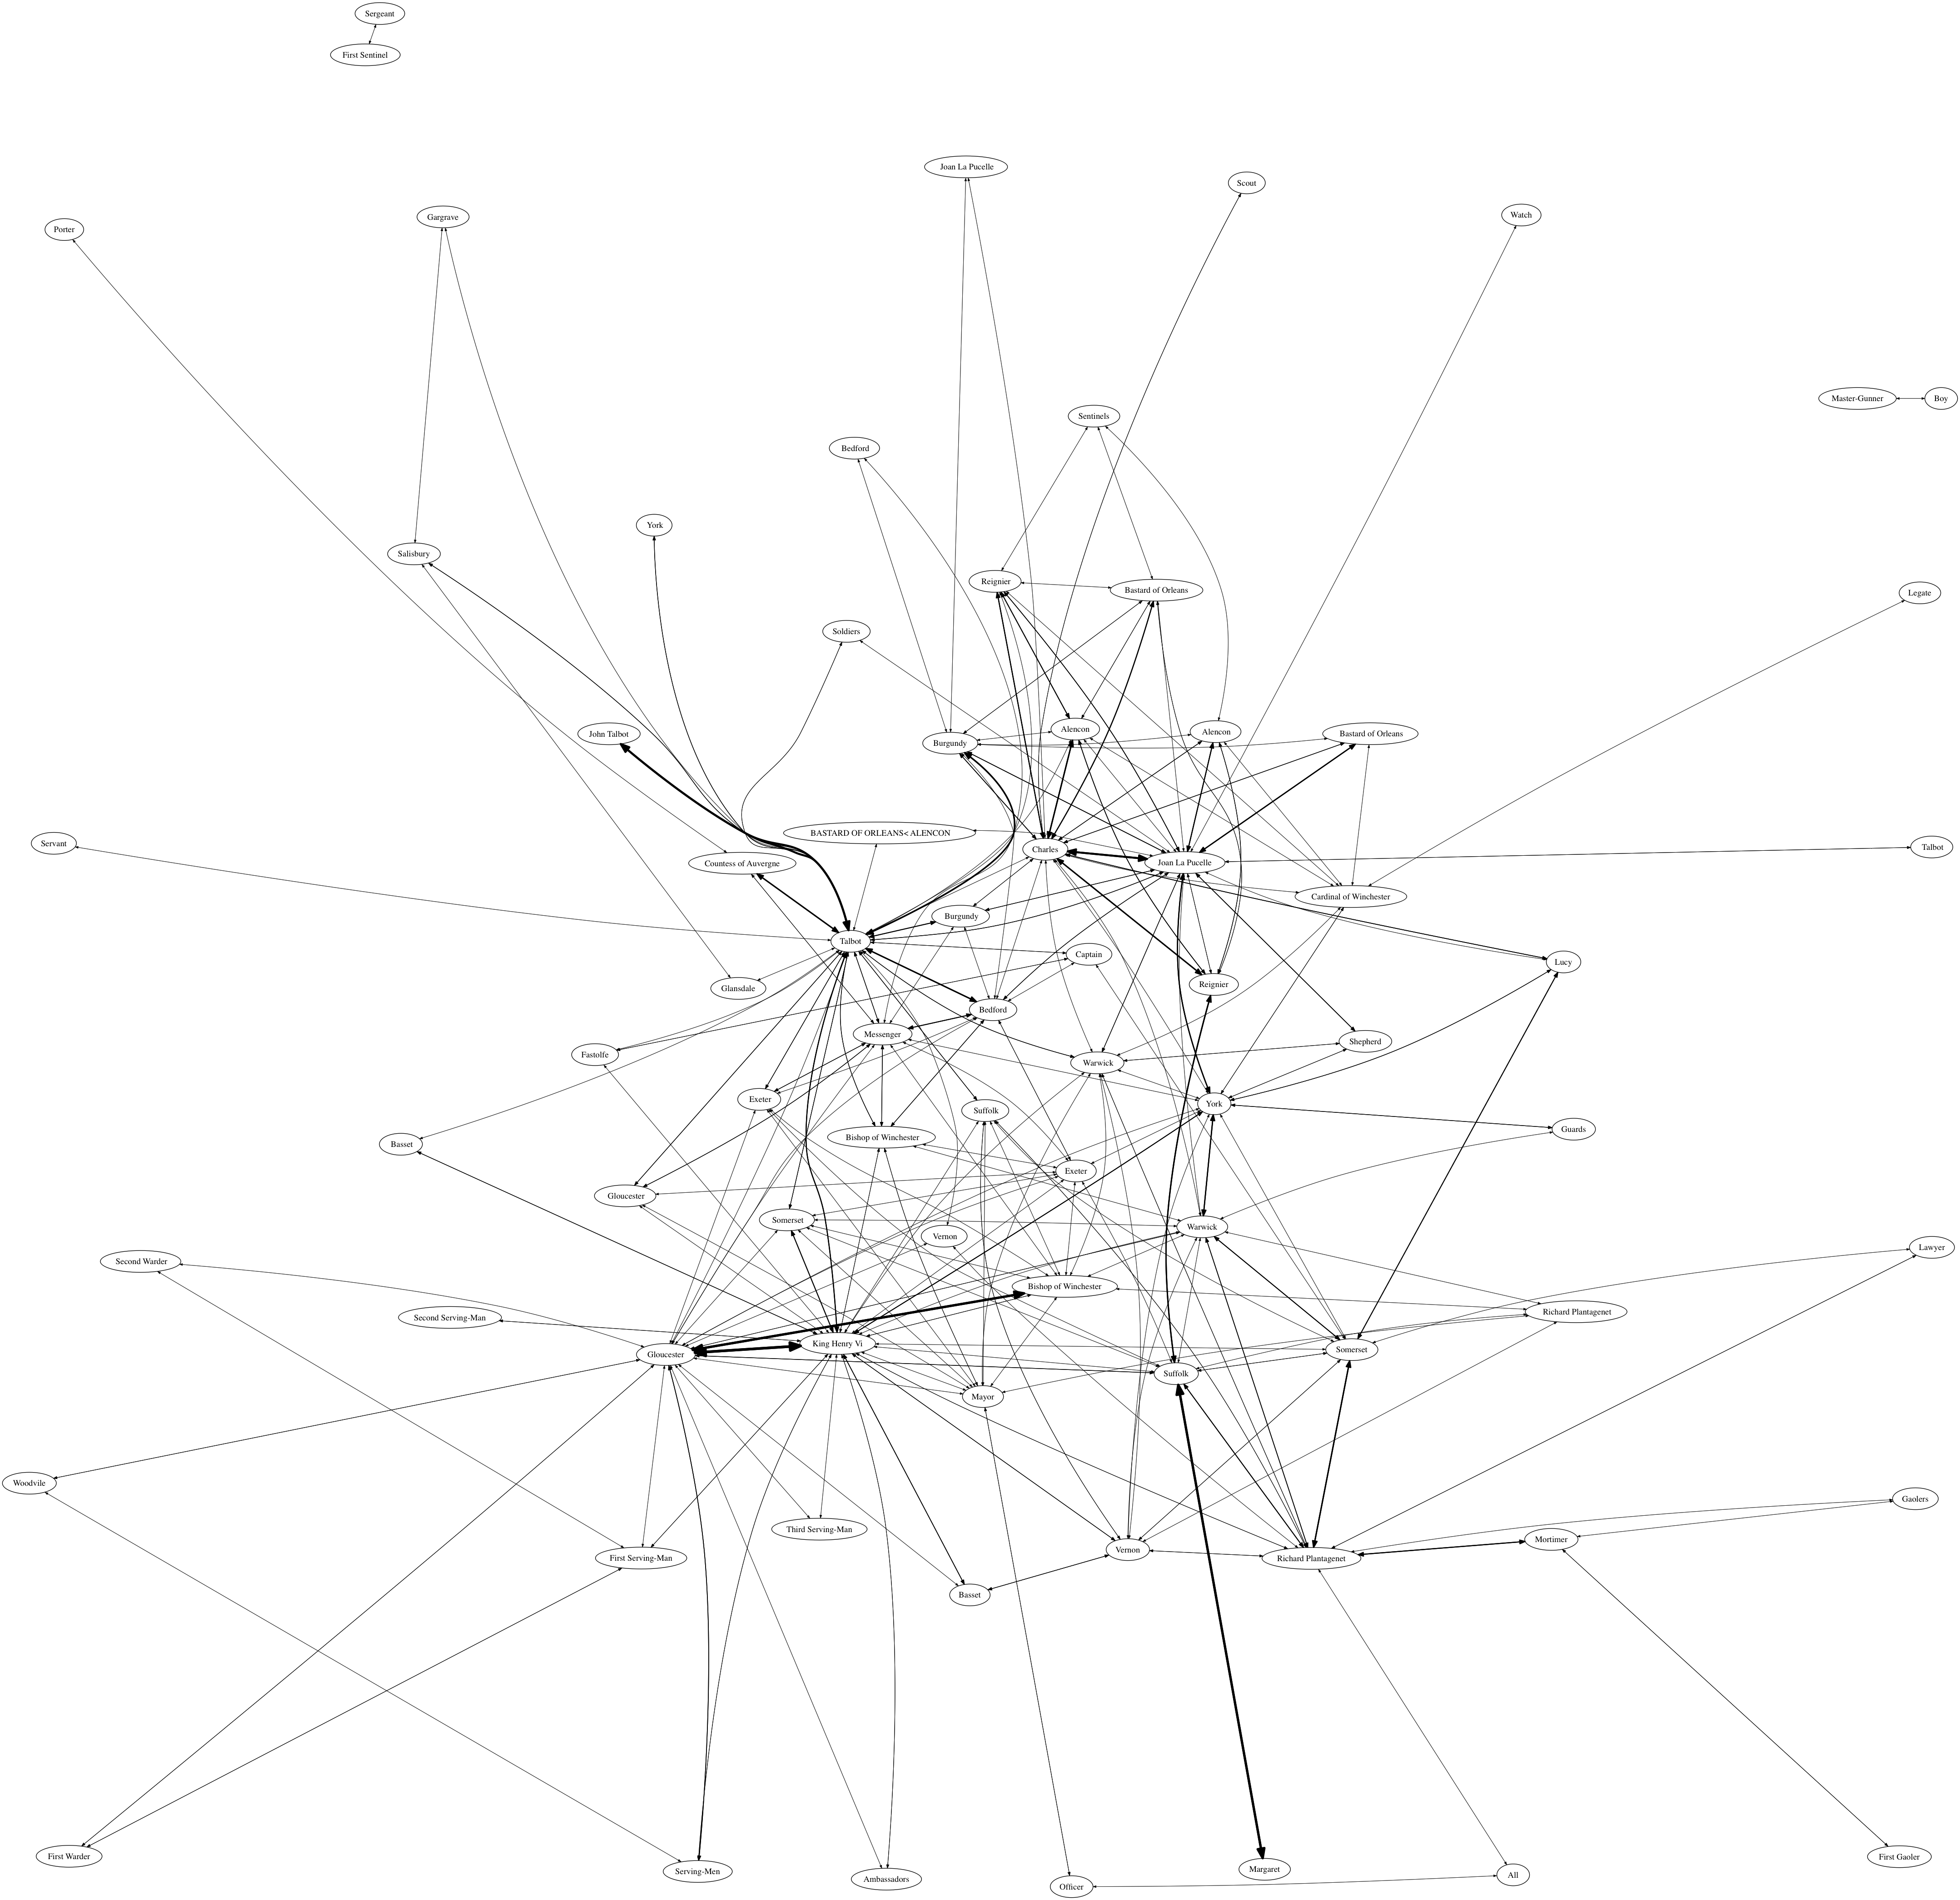 Sergeant
First Sentinel
Joan La Pucelle
Scout
Gargrave
Watch
Porter
Master-Gunner
Boy
Sentinels
Bedford
York
Salisbury
Reignier
Bastard of Orleans
Legate
Soldiers
Alencon
Alencon
John Talbot
Bastard of Orleans
Burgundy
BASTARD OF ORLEANS< ALENCON
Servant
Charles
Talbot
Countess of Auvergne
Joan La Pucelle
Cardinal of Winchester
Burgundy
Talbot
Captain
Lucy
Reignier
Glansdale
Bedford
Messenger
Shepherd
Fastolfe
Warwick
Exeter
York
Suffolk
Guards
Bishop of Winchester
Basset
Exeter
Gloucester
Somerset
Warwick
Vernon
Lawyer
Second Warder
Bishop of Winchester
Richard Plantagenet
Second Serving-Man
King Henry Vi
Somerset
Gloucester
Suffolk
Mayor
Woodvile
Gaolers
Third Serving-Man
Mortimer
Vernon
First Serving-Man
Richard Plantagenet
Basset
First Warder
First Gaoler
Margaret
Serving-Men
All
Ambassadors
Officer